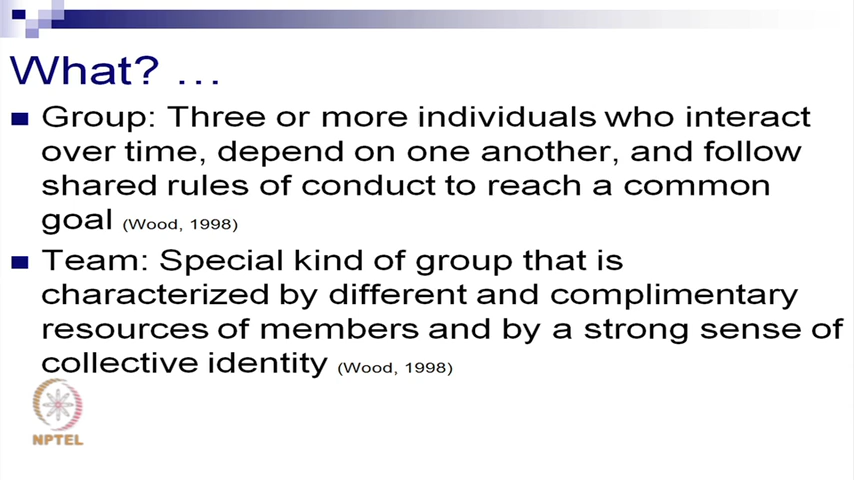 What? …
Group: Three or more individuals who interact
over time, depend on one another, and follow
shared rules of conduct to reach a common
goal (Wood, 1998)
Team: Special kind of group that is
characterized by different and complimentary
resources of members and by a strong sense of
collective identity (Wood, 1998)
NPTEL